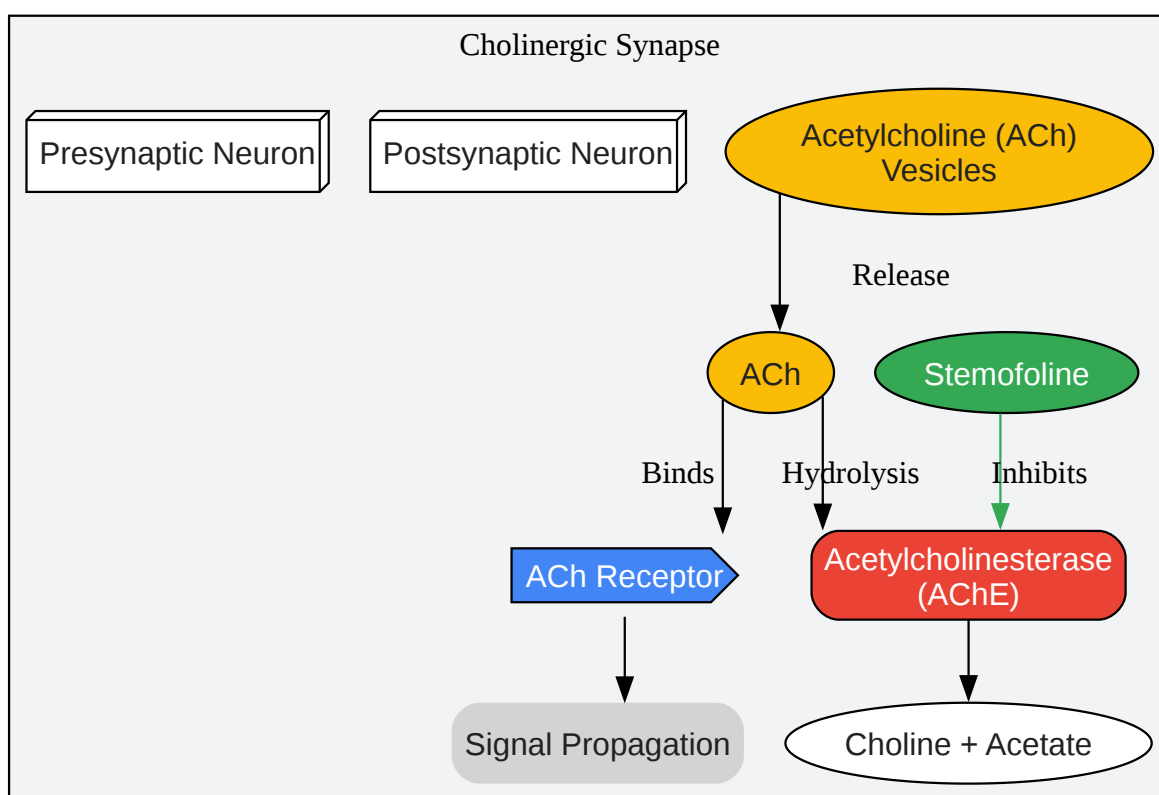 Cholinergic Synapse
Presynaptic Neuron
Postsynaptic Neuron
Acetylcholine (ACh)
Vesicles
Release
ACh
Stemofoline
Binds
Hydrolysis
Inhibits
ACh Receptor
Acetylcholinesterase
(AChE)
Signal Propagation
Choline + Acetate